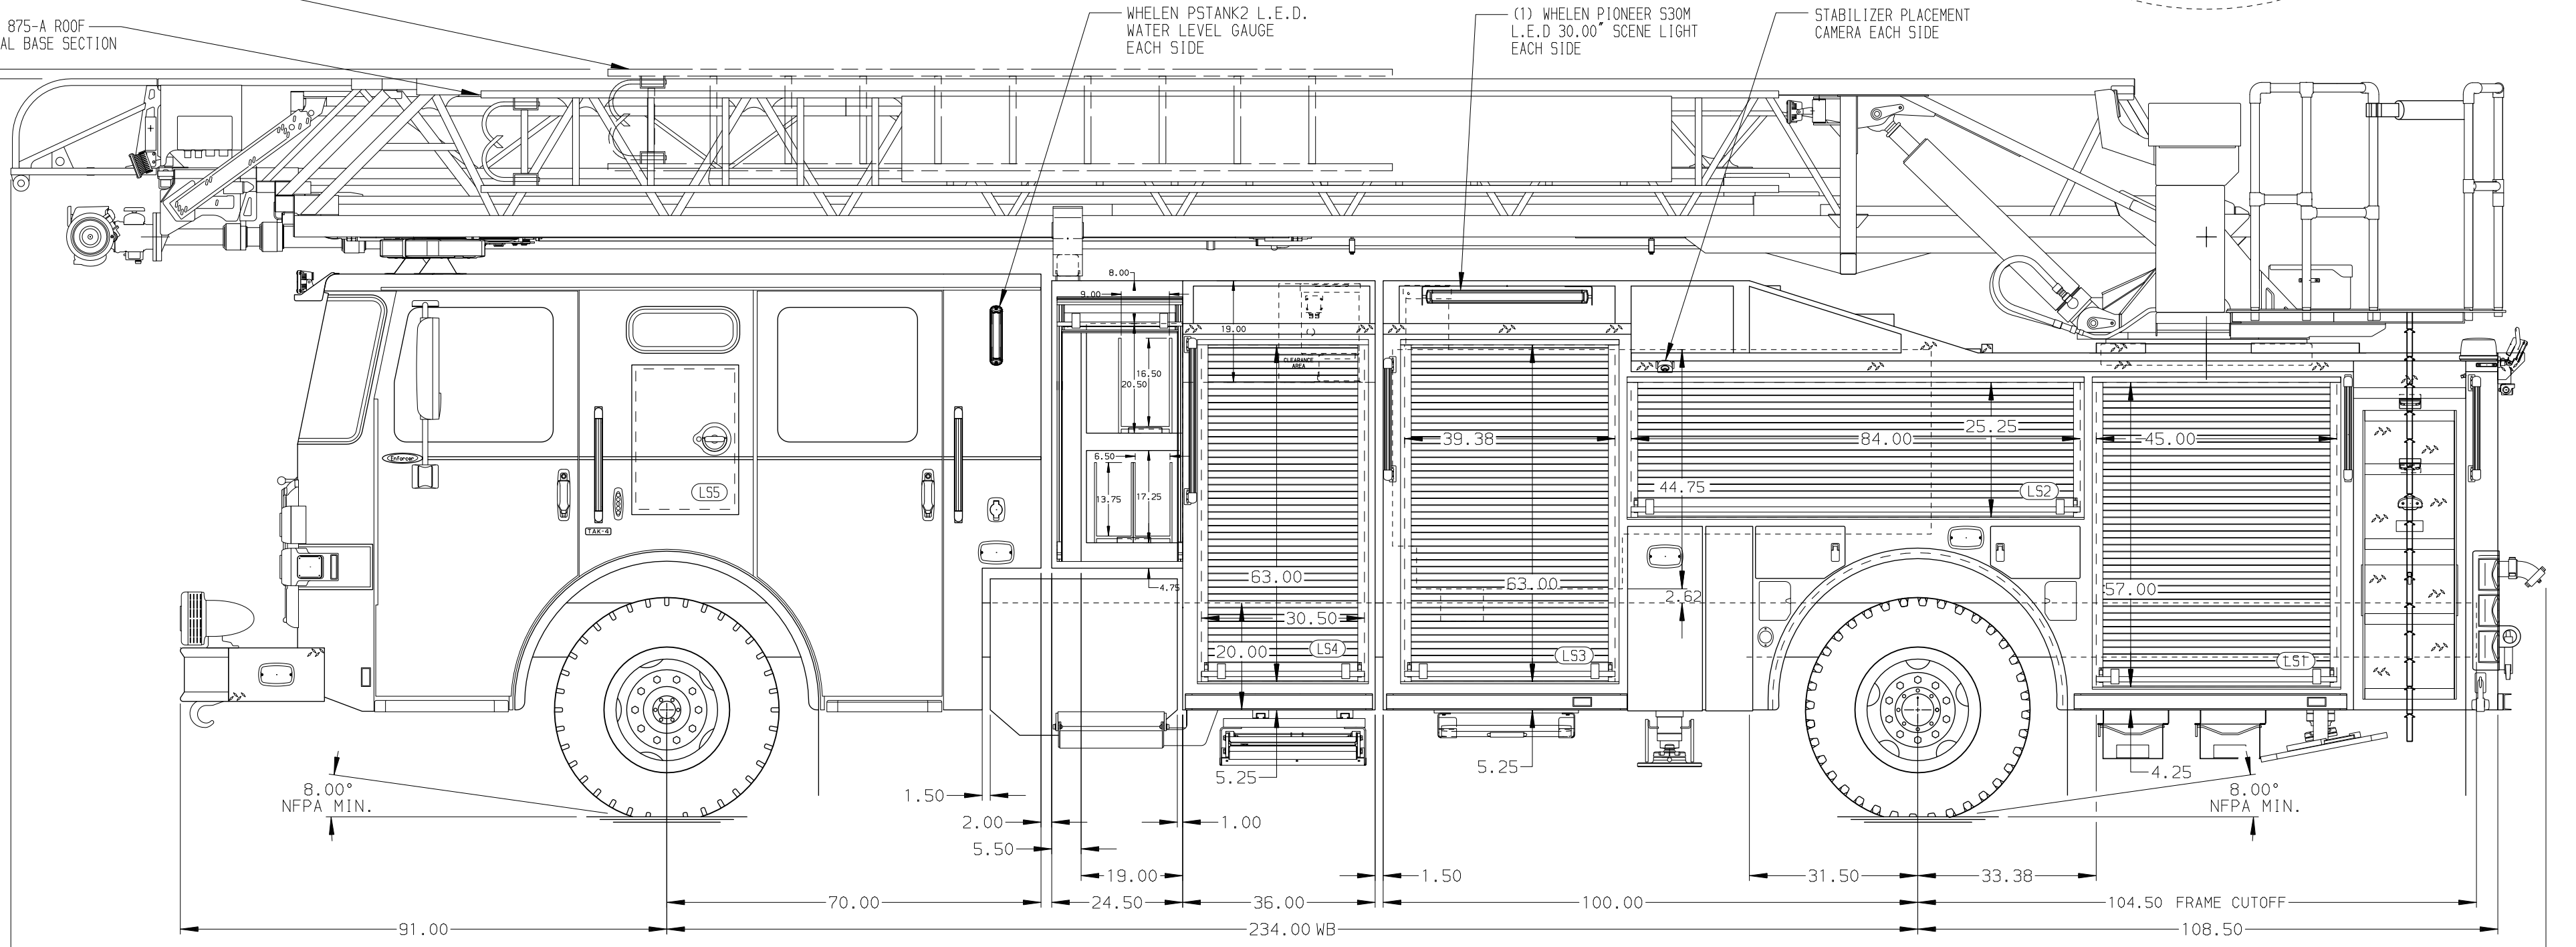 875-A ROOF
AL BASE SECTION
WHELEN PSTANK2 L.E.D.
WATER LEVEL GAUGE
EACH SIDE
(1) WHELEN PIONEER S30M
L.E.D 30.00" SCENE LIGHT
EACH SIDE
STABILIZER PLACEMENT
CAMERA EACH SIDE
8.00
9.00
19.00
CLEARANCE
AREA
16.50
20.50
6.50
13.75
17.25
4.75
Enforcer
LS5
TAK-4
39.38
84.00
25.25
45.00
44.75
LS2
63.00
63.00
2.62
57.00
30.50
20.00
LS4
LS3
LS1
5.25
5.25
4.25
8.00°
NFPA MIN.
8.00°
NFPA MIN.
1.50
2.00
1.00
5.50
19.00
1.50
31.50
33.38
70.00
24.50
36.00
100.00
104.50 FRAME CUTOFF
91.00
234.00 WB
108.50